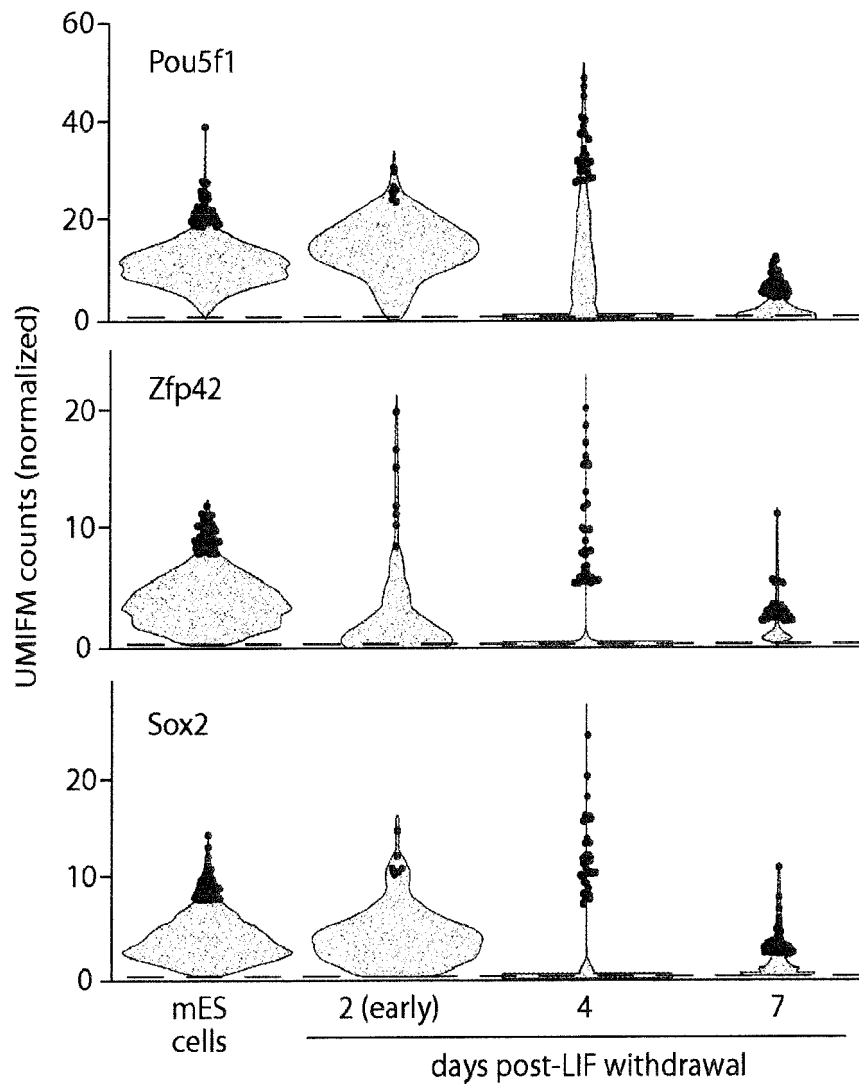 UMIFM counts (normalized)
Pou5f1
60
40
20
0
Zfp42
20
10
0
Sox2
20
10
0
mES
cells
2 (early)
4
7
days post-LIF withdrawal